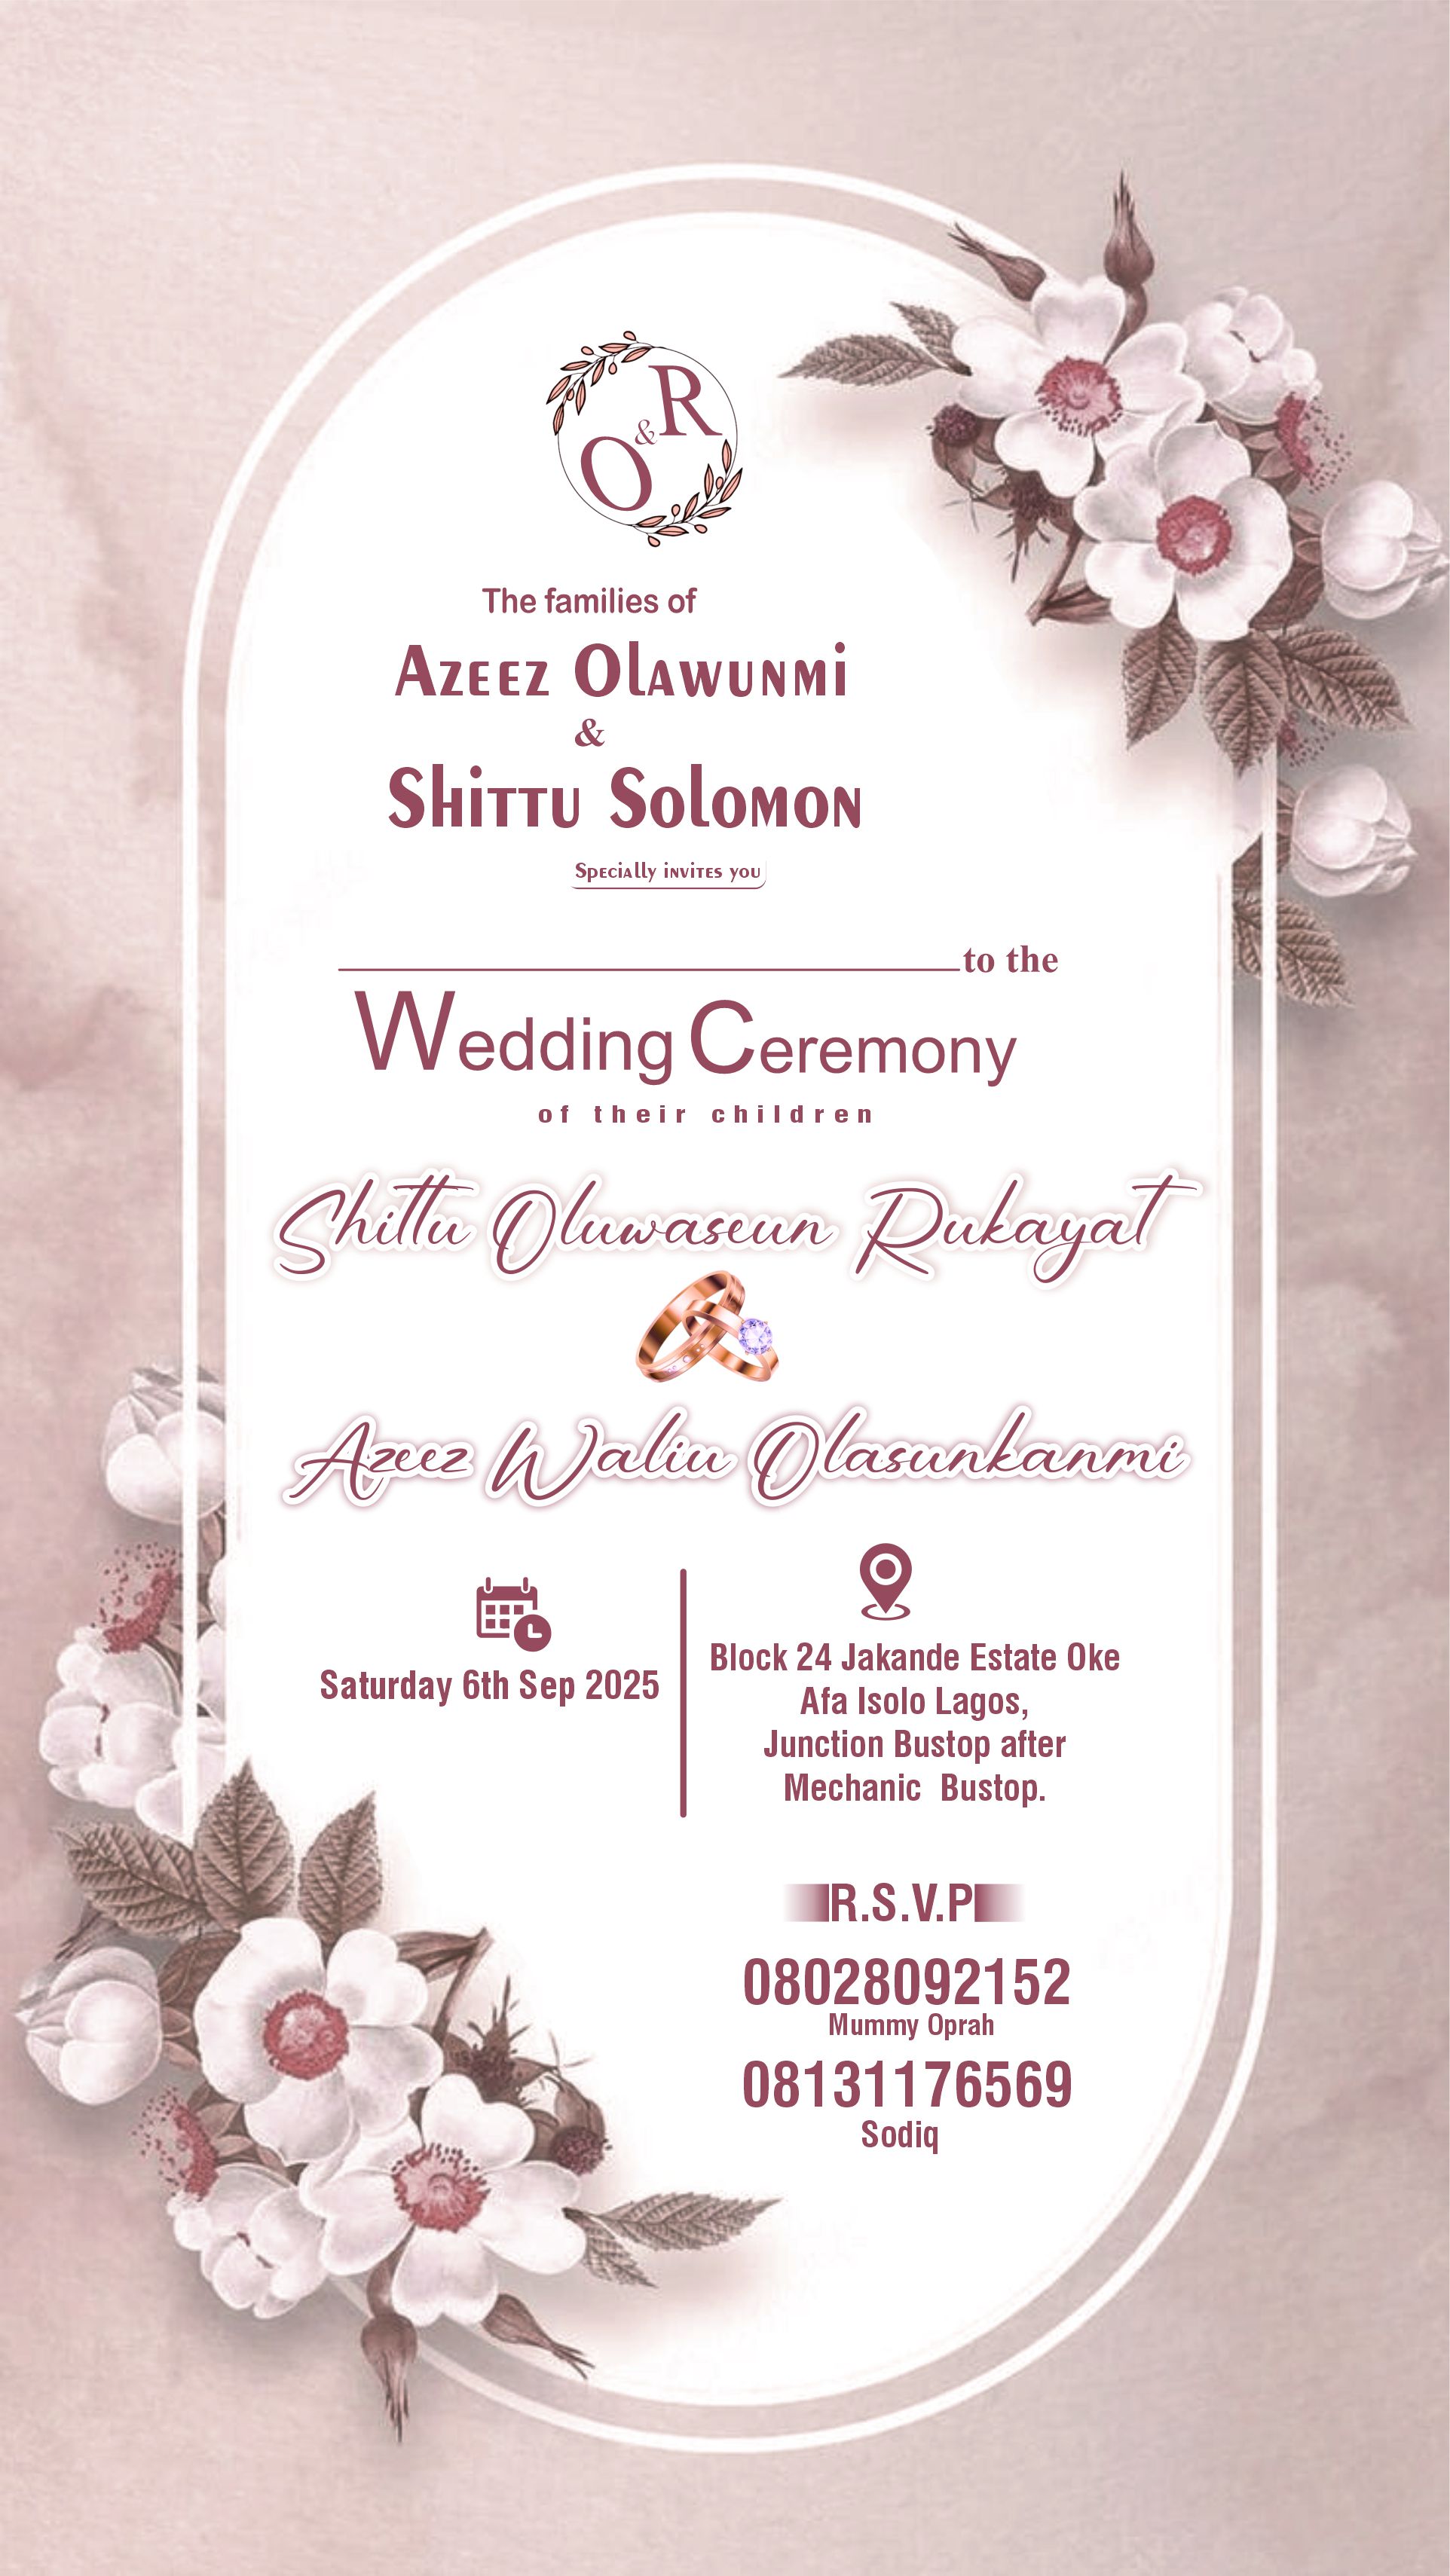 O & R
The families of
Azeez Olawunmi
&
Shittu Solomon
Specially invites you
to the
Wedding Ceremony
of their children
Shittu Oluwaseun Rukayat
Azeez Waliu Olasunkanmi
Saturday 6th Sep 2025
Block 24 Jakande Estate Oke
Afa Isolo Lagos,
Junction Bustop after
Mechanic Bustop.
R.S.V.P
08028092152
Mummy Oprah
08131176569
Sodiq